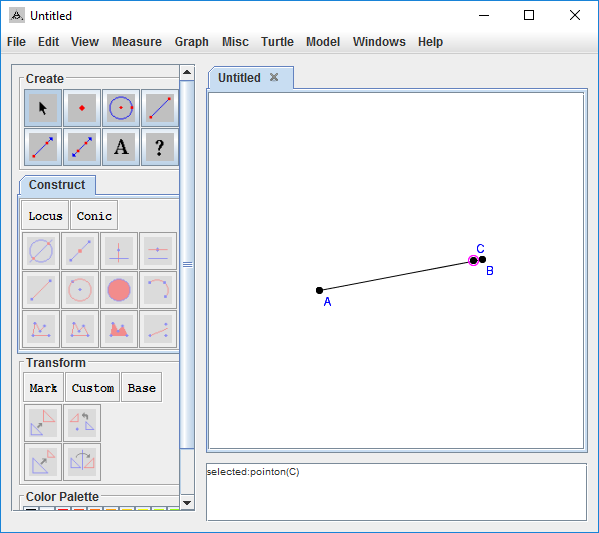 Untitled
File Edit View Measure Graph Misc Turtle Model Windows Help
Create
A ?
Construct
Locus Conic
Transform
Mark Custom Base
Color Palette
Untitled
C
B
A
selected:pointon(C)